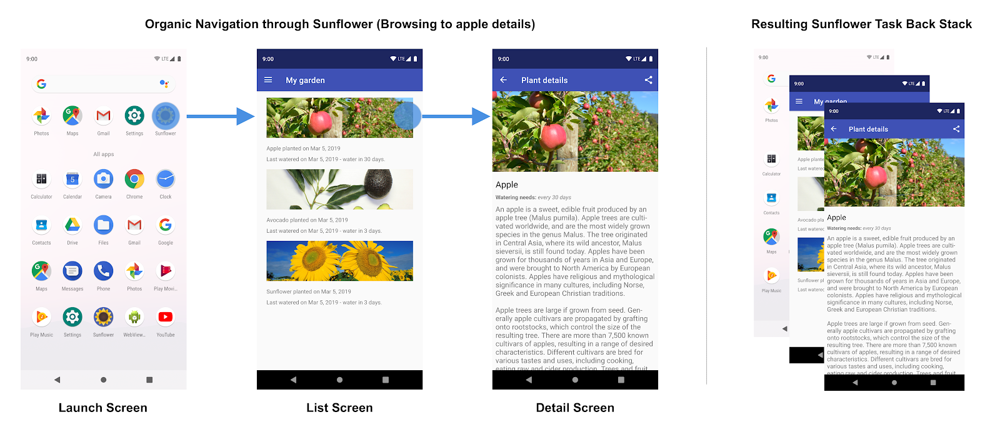 Organic Navigation through Sunflower (Browsing to apple details)
Resulting Sunflower Task Back Stack
9:00
LTE
Photos Maps Gmail Settings Sunflower
All apps
Calculator Calendar Camera Chrome Clock
5
Contacts Drive Files Gmail Google
Maps Messages Phone Photos Play Movi...
Play Music Settings Sunflower WebView... YouTube
Launch Screen
9:00
LTE
My garden
Apple planted on Mar 5, 2019
Last watered on Mar 5, 2019 - water in 30 days.
Avocado planted on Mar 5, 2019
Last watered on Mar 5, 2019 - water in 3 days.
Sunflower planted on Mar 5, 2019
Last watered on Mar 5, 2019 - water in 3 days.
List Screen
9:00
LTE
Plant details
Apple
Watering needs: every 30 days
An apple is a sweet, edible fruit produced by an
apple tree (Malus pumila). Apple trees are culti-
vated worldwide, and are the most widely grown
species in the genus Malus. The tree originated
in Central Asia, where its wild ancestor, Malus
sieversii, is still found today. Apples have been
grown for thousands of years in Asia and Europe,
and were brought to North America by European
colonists. Apples have religious and mythological
significance in many cultures, including Norse,
Greek and European Christian traditions.
Apple trees are large if grown from seed. Gen-
erally apple cultivars are propagated by grafting
onto rootstocks, which control the size of the
resulting tree. There are more than 7,500 known
cultivars of apples, resulting in a range of desired
characteristics. Different cultivars are bred for
various tastes and uses, including cooking,
eating raw and cider production. Trees and fruit
Detail Screen
9:00
LTE
Photos
Calculator
Contacts
Maps
Play Music
9:00
LTE
My garden
Apple plante
Last watered
Avocado pla
Last watered
Sunflower pl
Last watered
9:00
LTE
Plant details
Apple
Watering needs: every 30 days
An apple is a sweet, edible fruit produced by an
apple tree (Malus pumila). Apple trees are culti-
vated worldwide, and are the most widely grown
species in the genus Malus. The tree originated
in Central Asia, where its wild ancestor, Malus
sieversii, is still found today. Apples have been
grown for thousands of years in Asia and Europe,
and were brought to North America by European
colonists. Apples have religious and mythological
significance in many cultures, including Norse,
Greek and European Christian traditions.
Apple trees are large if grown from seed. Gen-
erally apple cultivars are propagated by grafting
onto rootstocks, which control the size of the
resulting tree. There are more than 7,500 known
cultivars of apples, resulting in a range of desired
characteristics. Different cultivars are bred for
various tastes and uses, including cooking,
eating raw and cider production. Trees and fruit